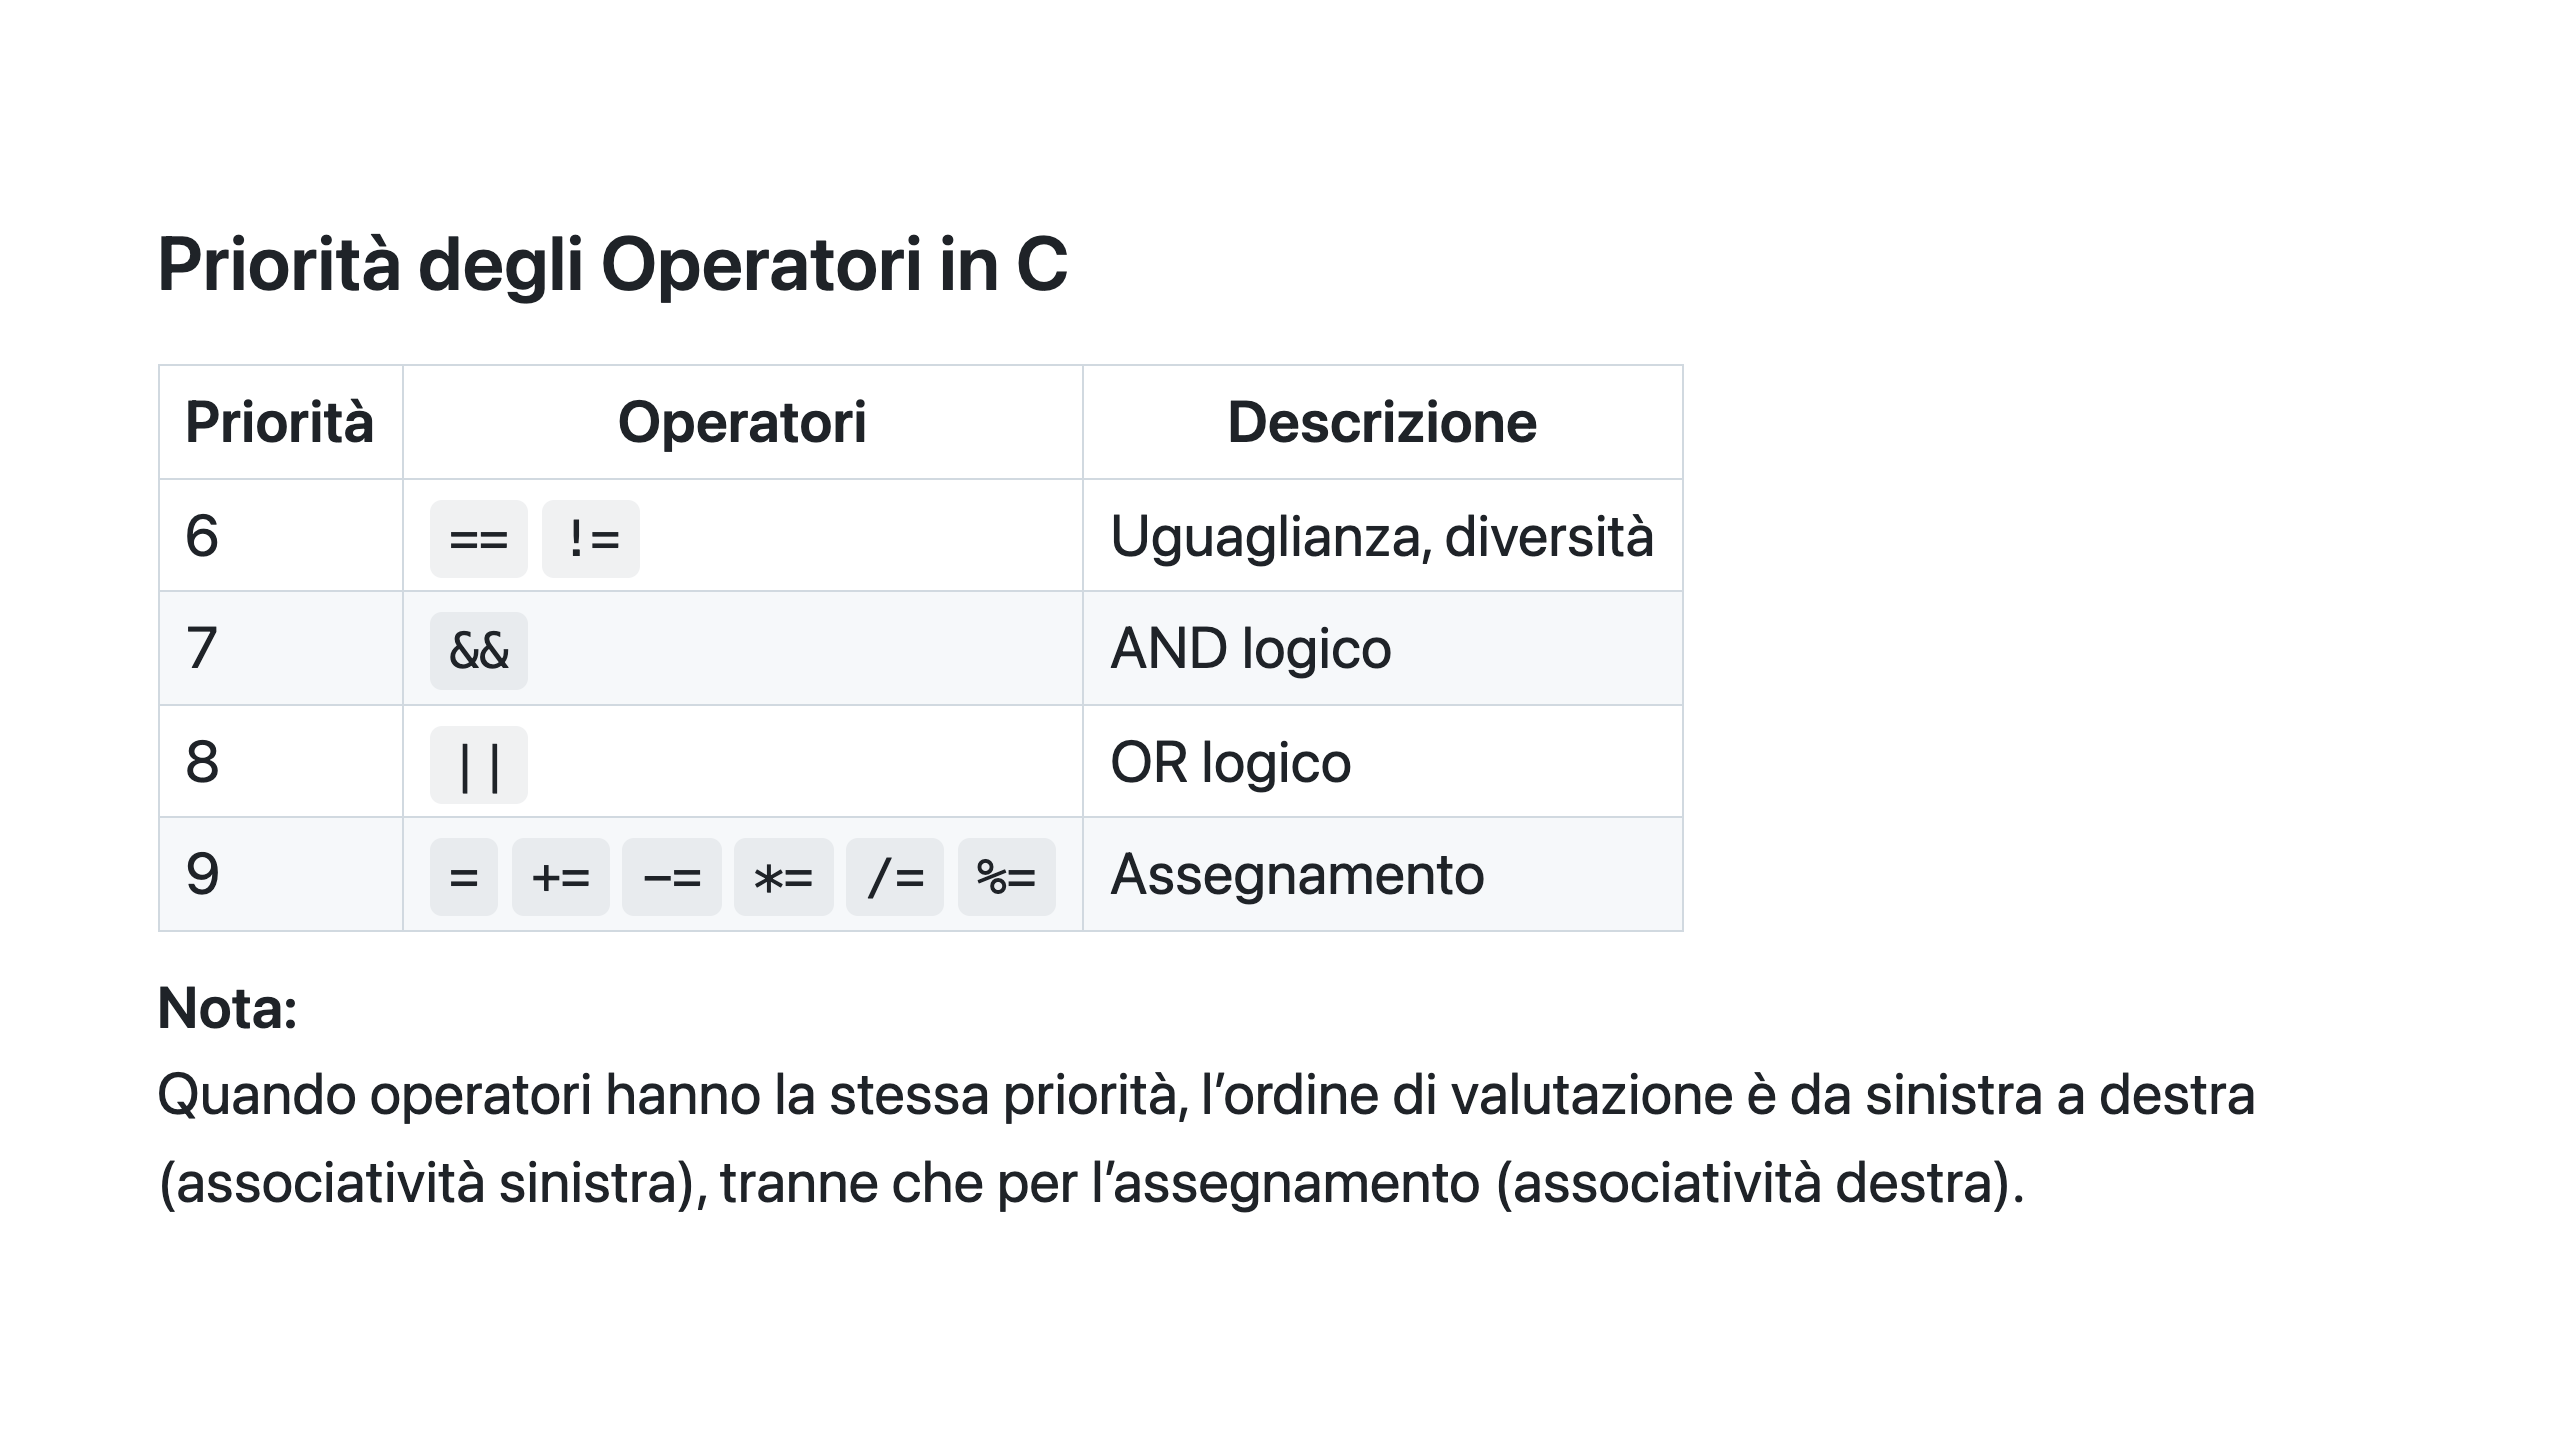 Priorità degli Operatori in C
Priorità Operatori Descrizione
6 == != Uguaglianza, diversità
7 && AND logico
8 || OR logico
9 = += -= *= /= %= Assegnamento
Nota:
Quando operatori hanno la stessa priorità, l’ordine di valutazione è da sinistra a destra
(associatività sinistra), tranne che per l’assegnamento (associatività destra).